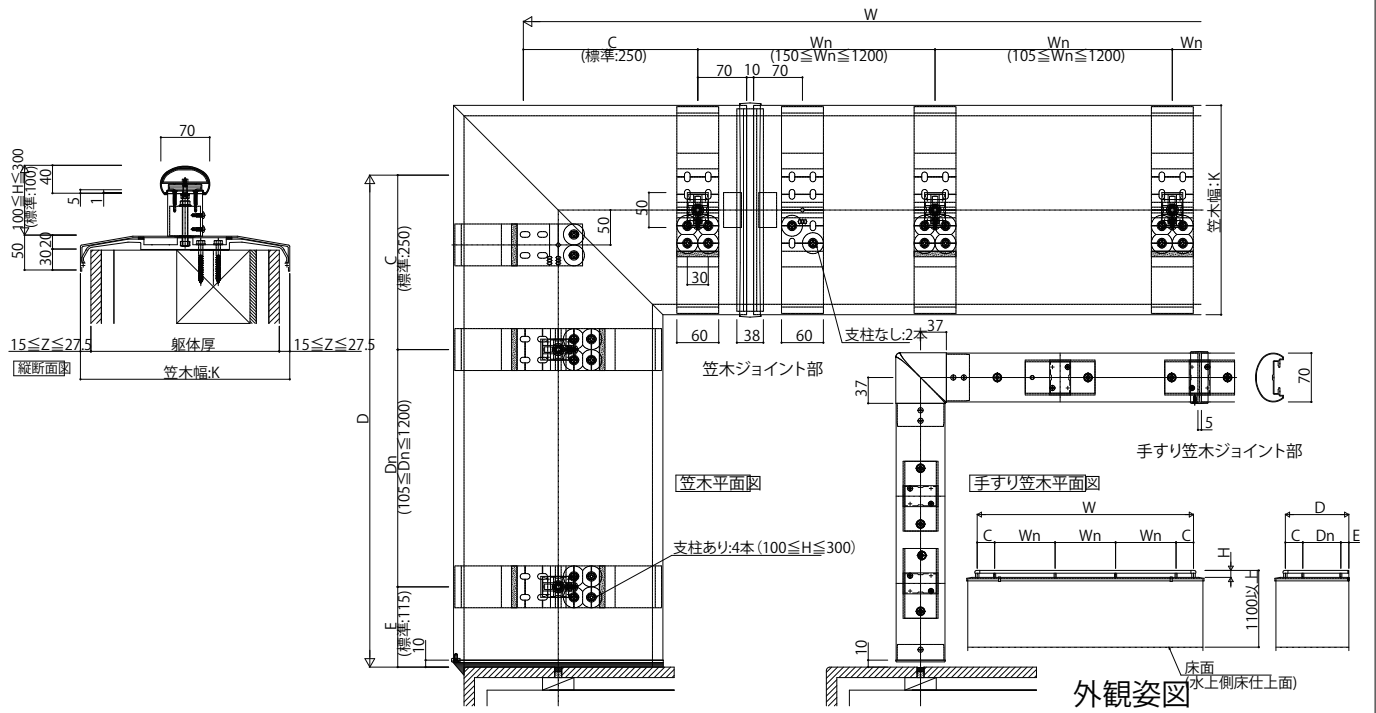 W
C
(標準:250)
Wn
(150≦Wn≦1200)
Wn
(105≦Wn≦1200)
Wn
70 10 70
70
100≦H≦300
(標準:100)
40
5
1
50
30
20
15≦Z≦27.5
躯体厚
15≦Z≦27.5
縦断面図
笠木幅:K
50
50
30
笠木幅:K
60
38
60
支柱なし:2本
笠木ジョイント部
C
(標準:250)
D
Dn
(105≦Dn≦1200)
E
(標準:115)
10
笠木平面図
支柱あり:4本(100≦H≦300)
37
37
70
5
手すり笠木ジョイント部
手すり笠木平面図
10
W
C
Wn
Wn
Wn
C
D
C
Dn
E
H
1100以上
床面
(水上側床仕上面)
外観姿図